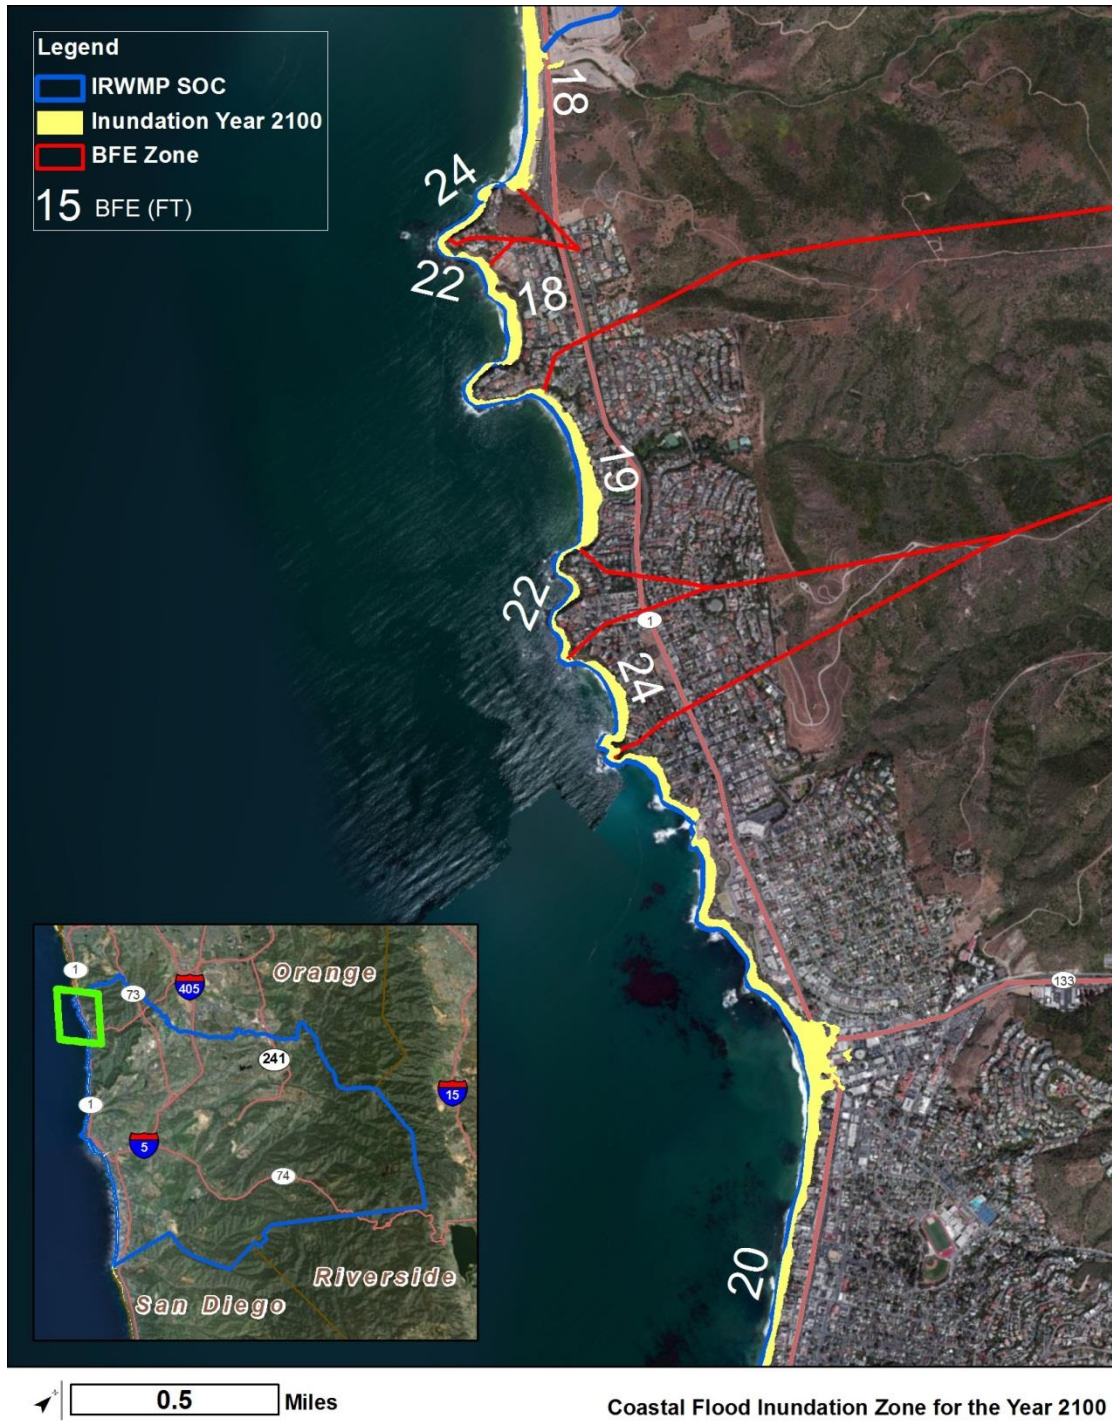 Legend
IRWMP SOC
Inundation Year 2100
BFE Zone
15 BFE (FT)
18
24
22
18
19
22
1
24
133
20
1
73
405
Orange
241
15
1
5
74
Riverside
San Diego
N
0.5 Miles
Coastal Flood Inundation Zone for the Year 2100